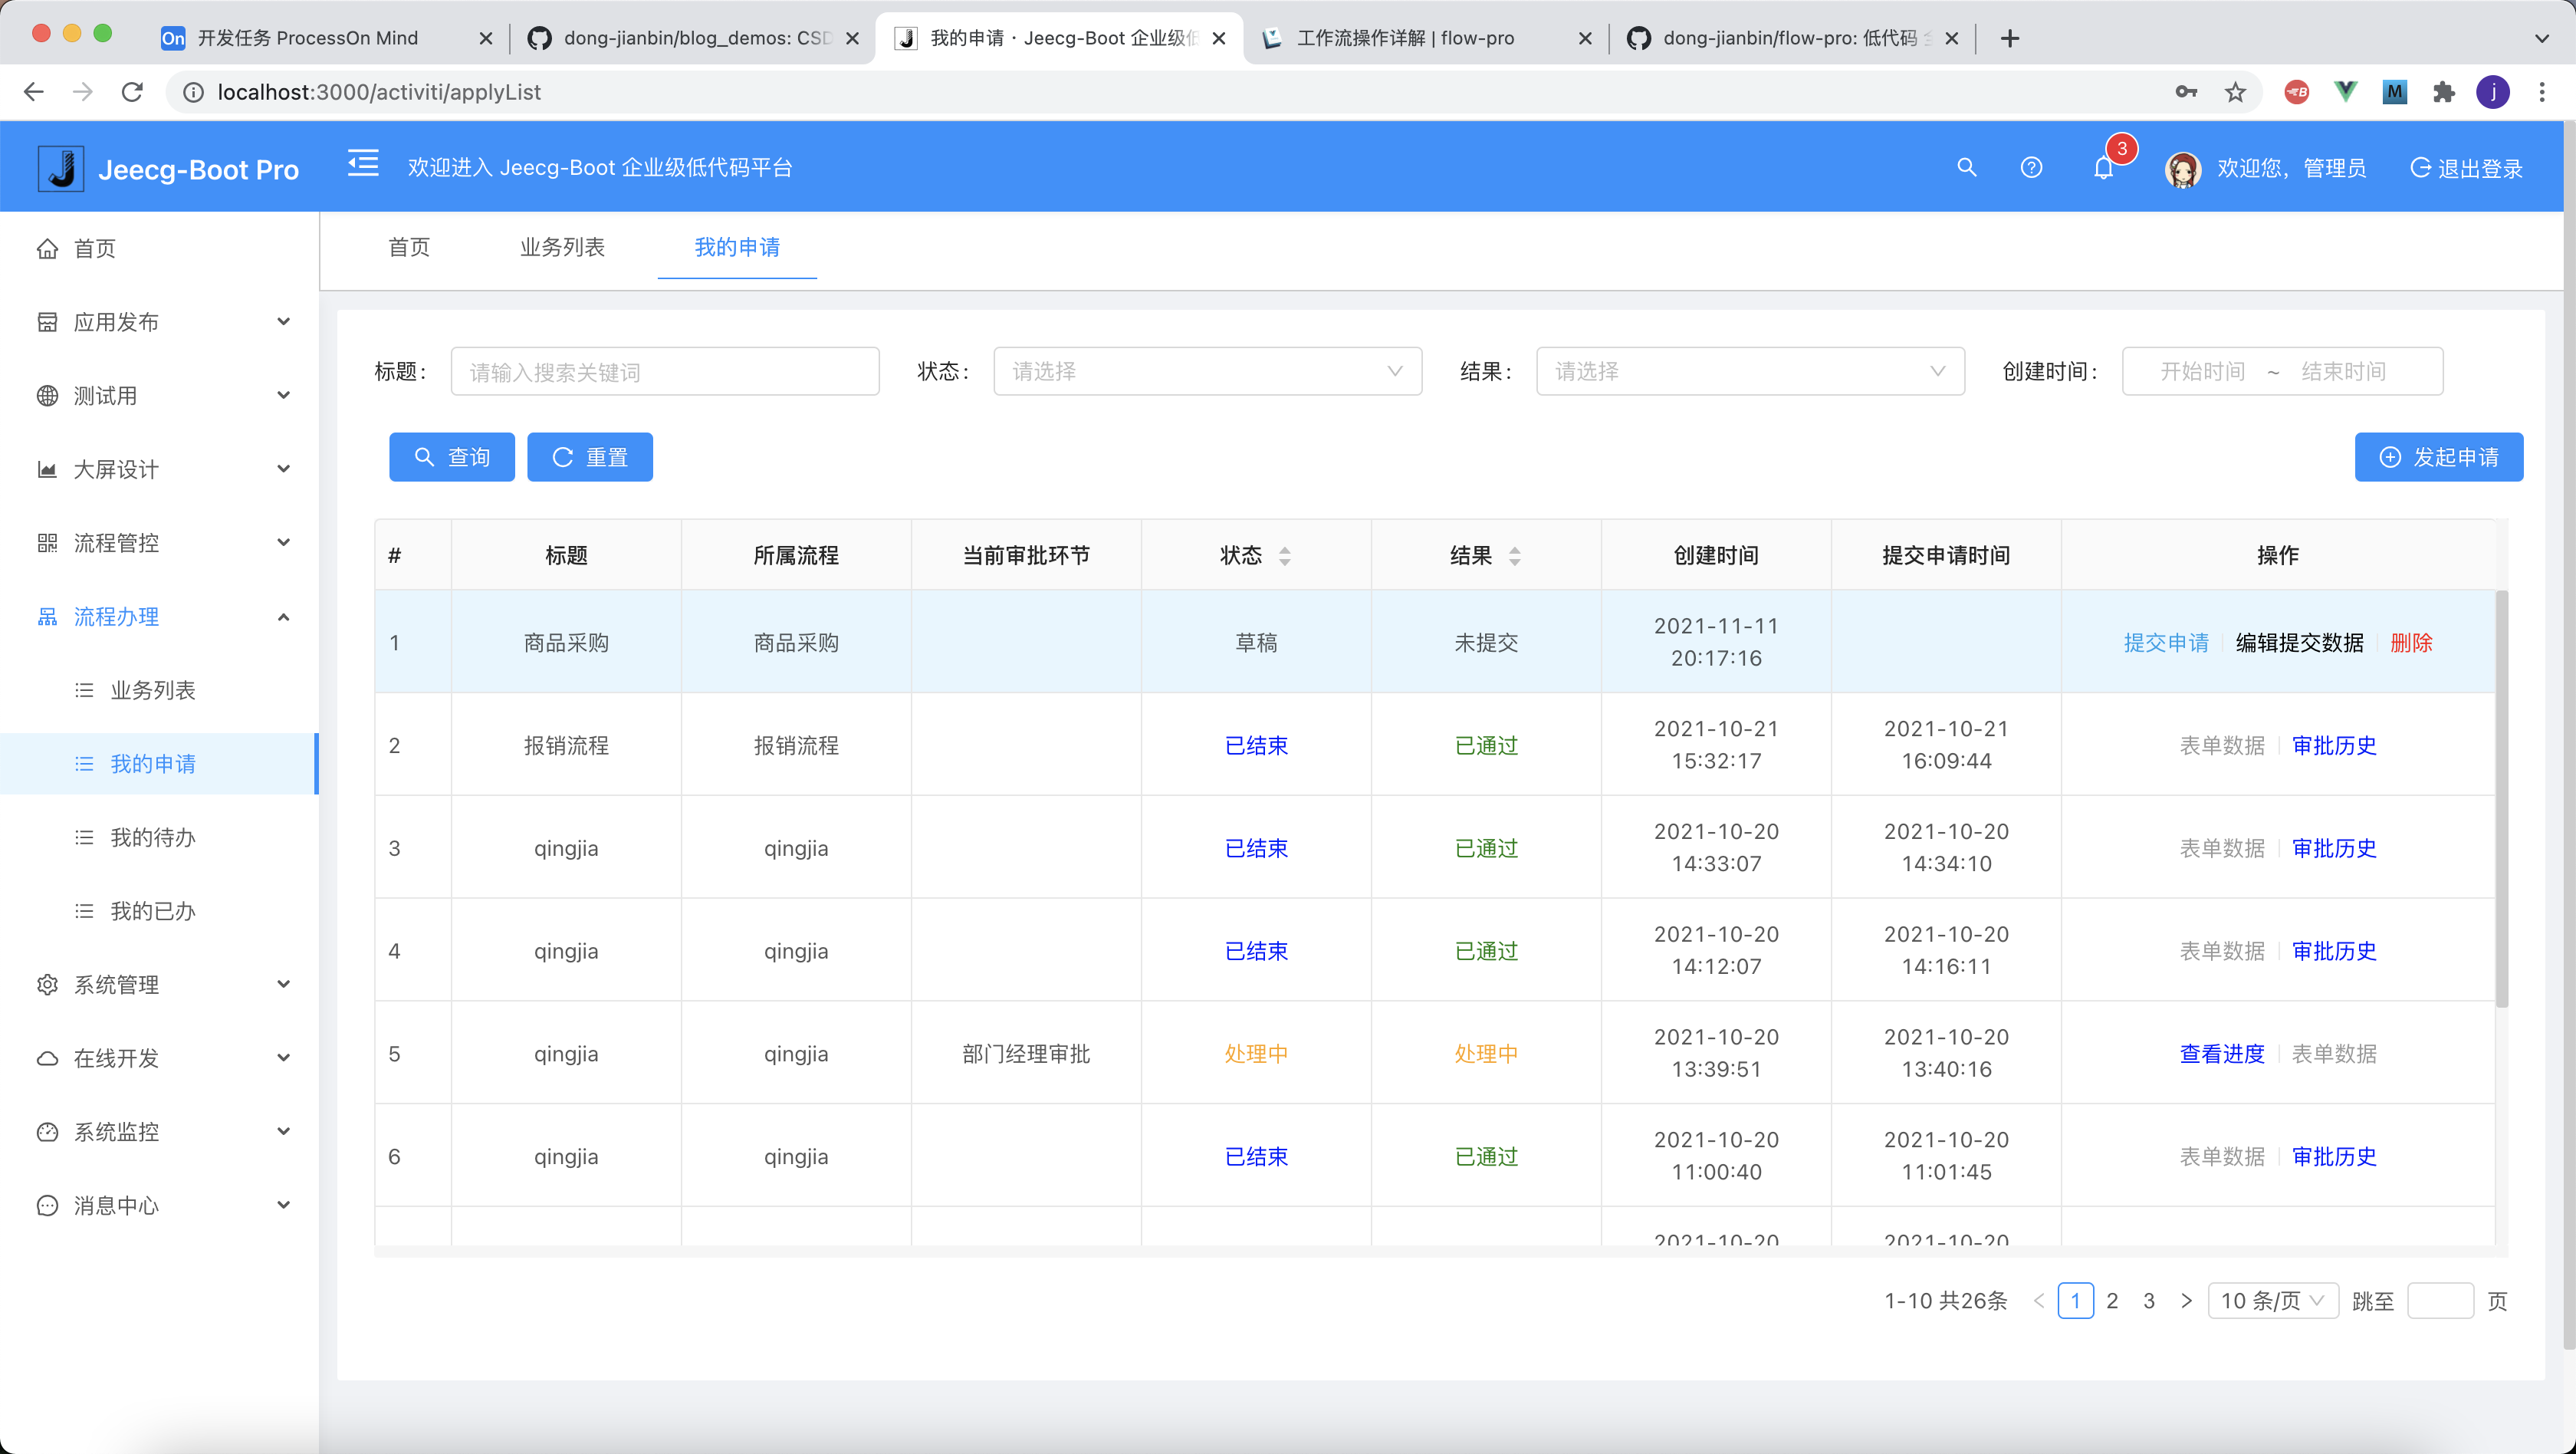 On 开发任务 ProcessOn Mind
dong-jianbin/blog_demos: CSD
我的申请 · Jeecg-Boot 企业级低
工作流操作详解 | flow-pro
dong-jianbin/flow-pro: 低代码
localhost:3000/activiti/applyList
M
j
J Jeecg-Boot Pro
欢迎进入 Jeecg-Boot 企业级低代码平台
3
欢迎您，管理员
退出登录
首页
应用发布
测试用
大屏设计
流程管控
流程办理
业务列表
我的申请
我的待办
我的已办
系统管理
在线开发
系统监控
消息中心
首页 业务列表 我的申请
标题： 请输入搜索关键词 状态： 请选择 结果： 请选择 创建时间： 开始时间 ~ 结束时间
查询 重置 发起申请
# 标题 所属流程 当前审批环节 状态 结果 创建时间 提交申请时间 操作
1 商品采购 商品采购 草稿 未提交 2021-11-11 20:17:16 提交申请 编辑提交数据 删除
2 报销流程 报销流程 已结束 已通过 2021-10-21 15:32:17 2021-10-21 16:09:44 表单数据 审批历史
3 qingjia qingjia 已结束 已通过 2021-10-20 14:33:07 2021-10-20 14:34:10 表单数据 审批历史
4 qingjia qingjia 已结束 已通过 2021-10-20 14:12:07 2021-10-20 14:16:11 表单数据 审批历史
5 qingjia qingjia 部门经理审批 处理中 处理中 2021-10-20 13:39:51 2021-10-20 13:40:16 查看进度 表单数据
6 qingjia qingjia 已结束 已通过 2021-10-20 11:00:40 2021-10-20 11:01:45 表单数据 审批历史
2021-10-20 2021-10-20
1-10 共26条 < 1 2 3 > 10 条/页 跳至 页